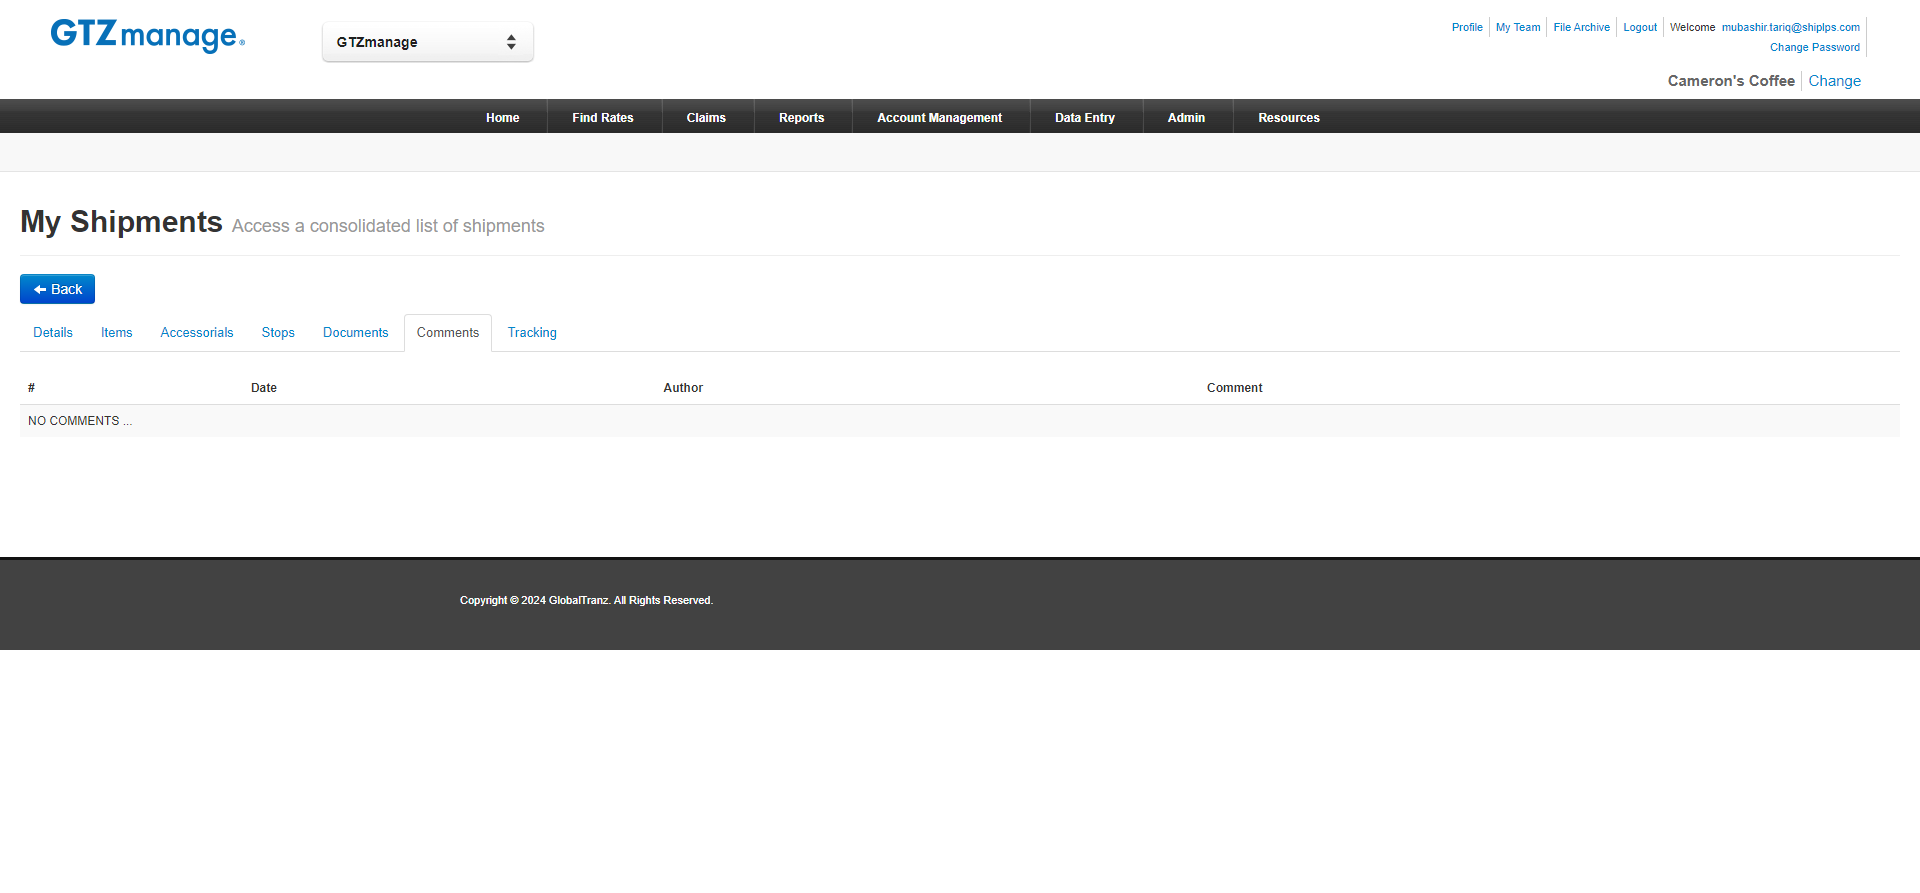 GTZmanage®
GTZmanage
Profile My Team File Archive Logout Welcome mubashir.tariq@shiplps.com
Change Password
Cameron's Coffee Change
Home Find Rates Claims Reports Account Management Data Entry Admin Resources
My Shipments Access a consolidated list of shipments
Back
Details Items Accessorials Stops Documents Comments Tracking
# Date Author Comment
NO COMMENTS ...
Copyright © 2024 GlobalTranz. All Rights Reserved.